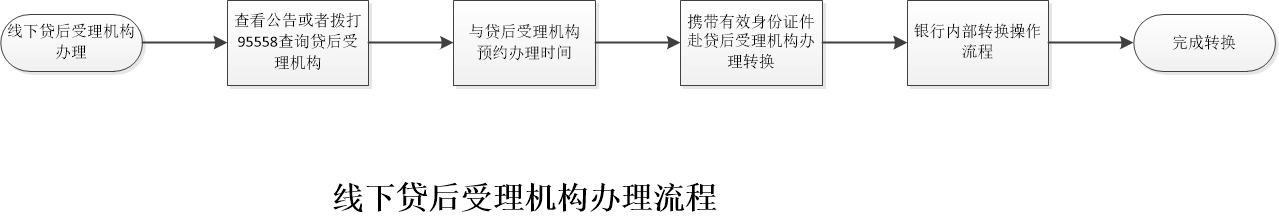 线下贷后受理机构
办理
查看公告或者拨打
95558查询贷后受
理机构
与贷后受理机构
预约办理时间
携带有效身份证件
赴贷后受理机构办
理转换
银行内部转换操作
流程
完成转换
线下贷后受理机构办理流程